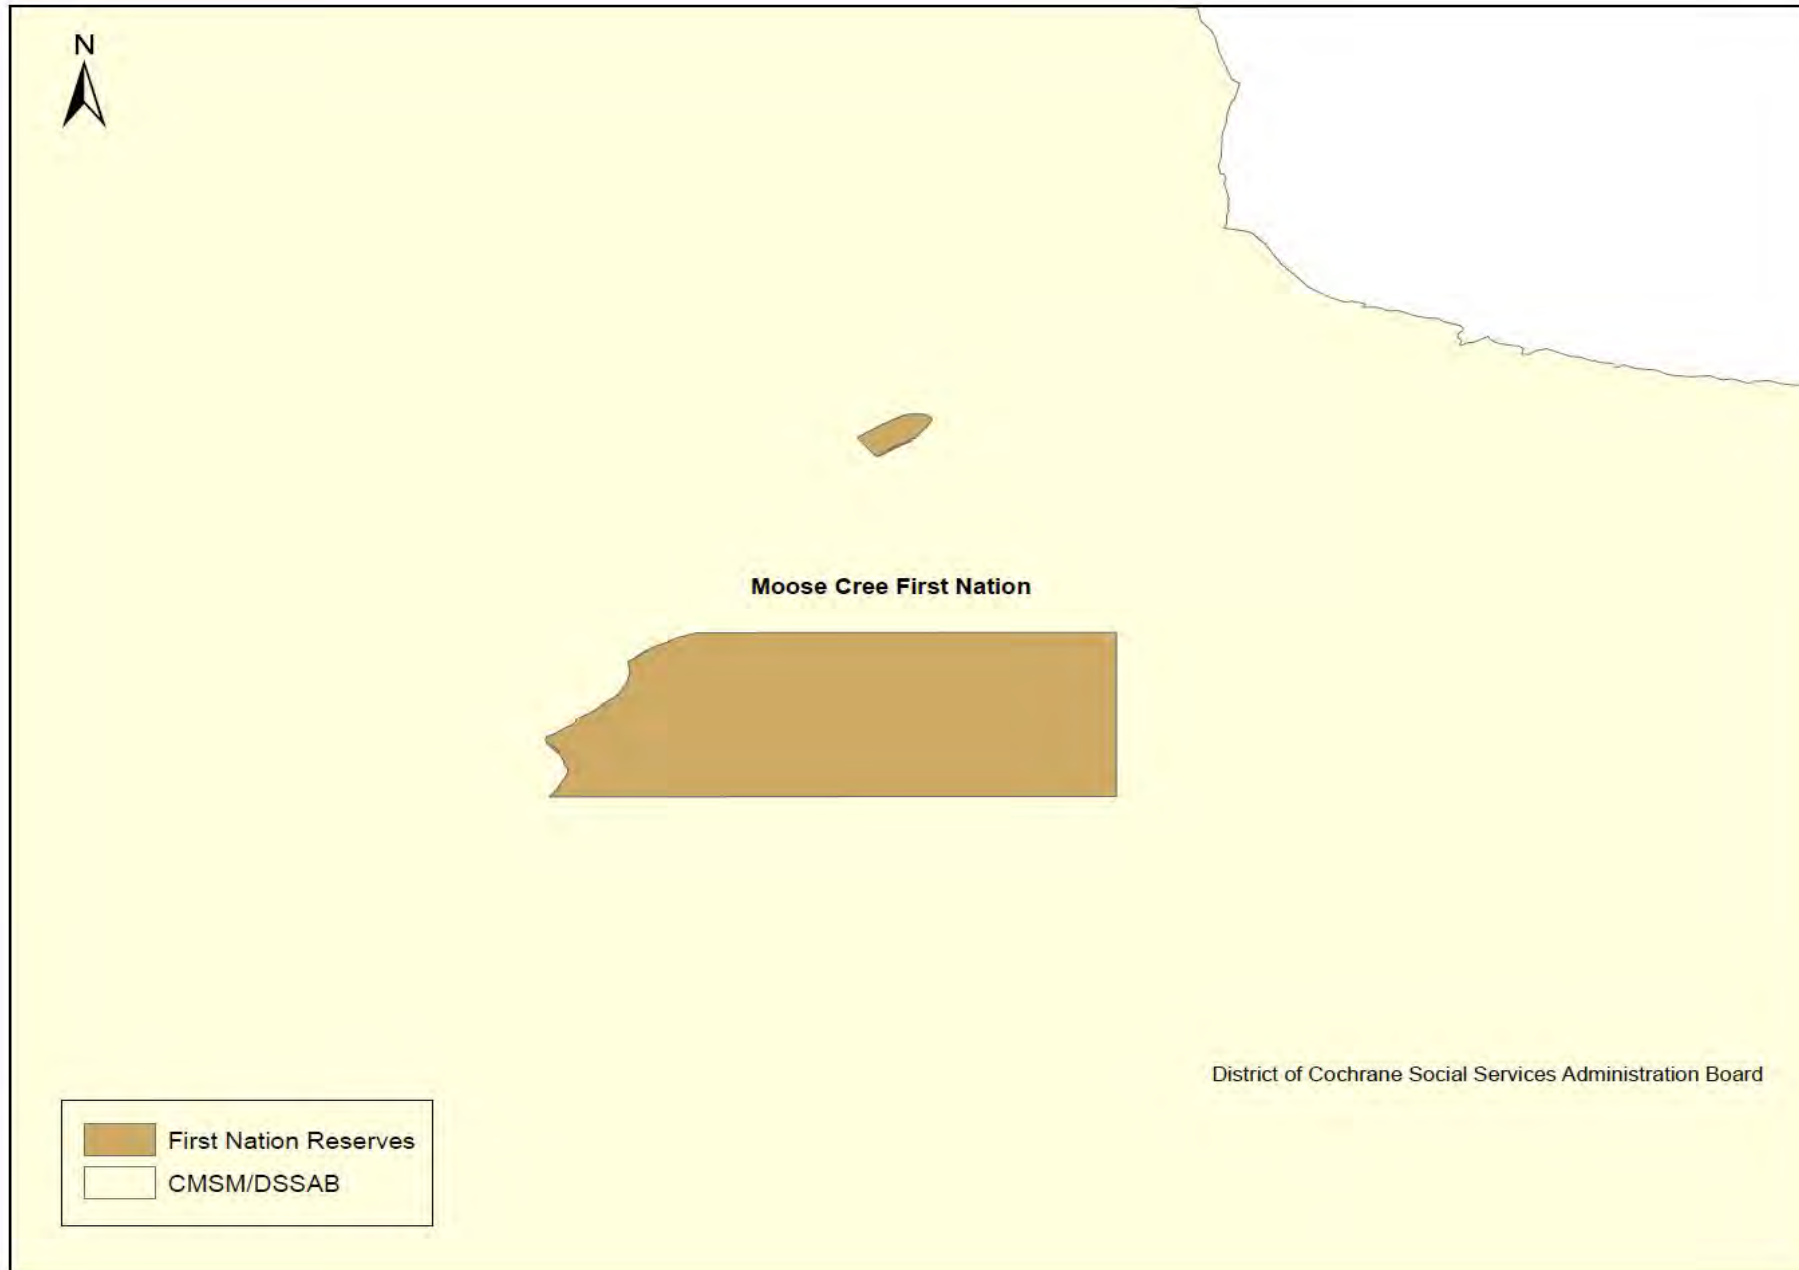 N
Moose Cree First Nation
District of Cochrane Social Services Administration Board
First Nation Reserves
CMSM/DSSAB